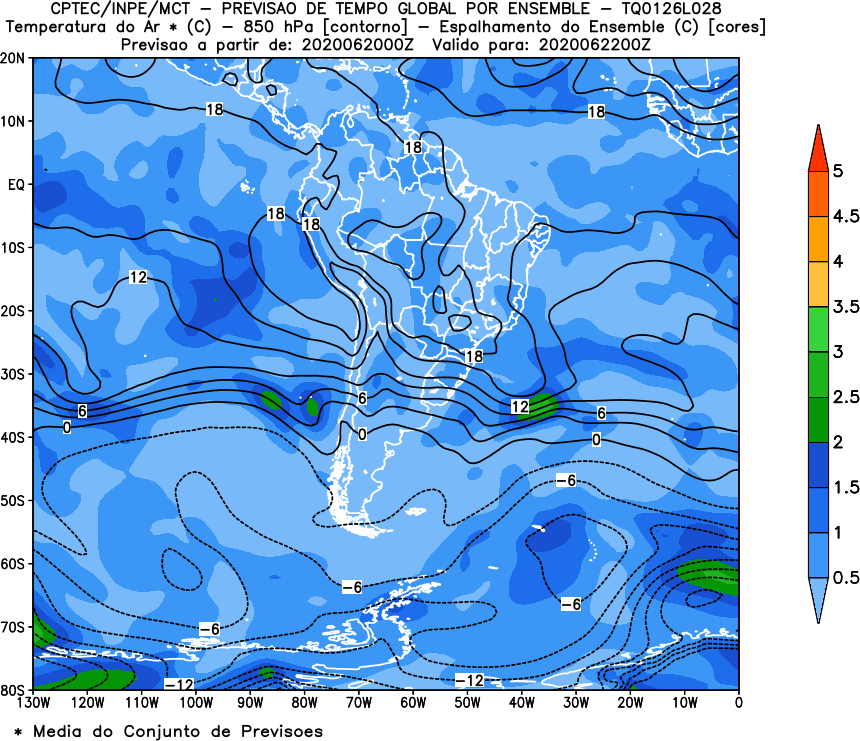 CPTEC/INPE/MCT – PREVISAO DE TEMPO GLOBAL POR ENSEMBLE – TQ0126L028
Temperatura do Ar * (C) – 850 hPa [contorno] – Espalhamento do Ensemble (C) [cores]
Previsao a partir de: 2020062000Z Valido para: 2020062200Z
20N
18
18
10N
18
EQ
18
18
10S
12
20S
18
30S
6
6
12
6
0
0
0
40S
-6
50S
60S
-6
-6
-6
70S
-12
-12
80S
130W 120W 110W 100W 90W 80W 70W 60W 50W 40W 30W 20W 10W 0
5
4.5
4
3.5
3
2.5
2
1.5
1
0.5
* Media do Conjunto de Previsoes